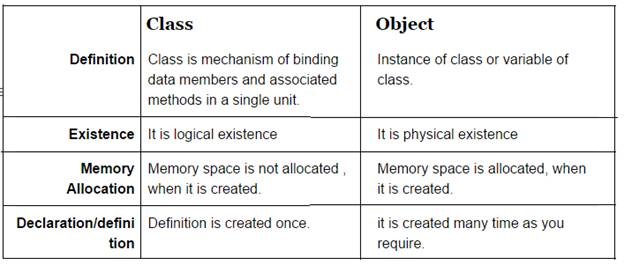 Class Object
Definition Class is mechanism of binding Instance of class or variable of
data members and associated class.
methods in a single unit.
Existence It is logical existence It is physical existence
Memory Memory space is not allocated , Memory space is allocated, when
Allocation when it is created. it is created.
Declaration/defini Definition is created once. it is created many time as you
tion require.